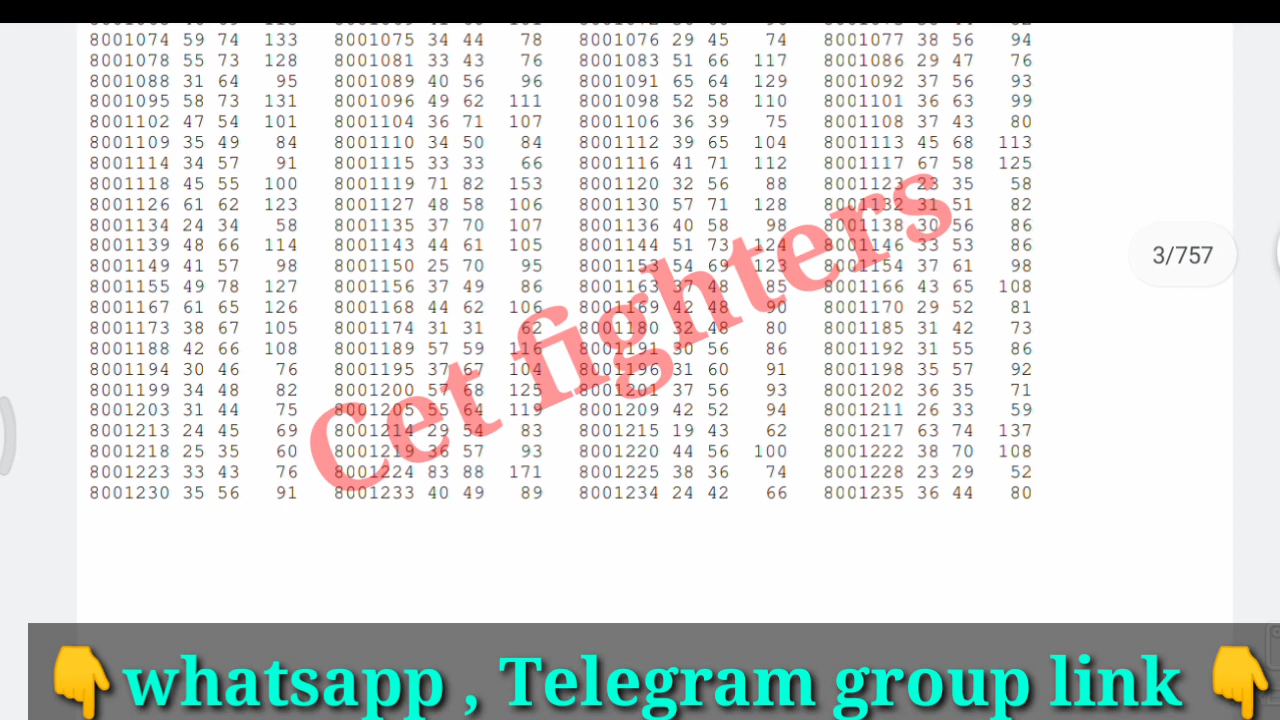 8001074 59 74 133 8001075 34 44 78 8001076 29 45 74 8001077 38 56 94
8001078 55 73 128 8001081 33 43 76 8001083 51 66 117 8001086 29 47 76
8001088 31 64 95 8001089 40 56 96 8001091 65 64 129 8001092 37 56 93
8001095 58 73 131 8001096 49 62 111 8001098 52 58 110 8001101 36 63 99
8001102 47 54 101 8001104 36 71 107 8001106 36 39 75 8001108 37 43 80
8001109 35 49 84 8001110 34 50 84 8001112 39 65 104 8001113 45 68 113
8001114 34 57 91 8001115 33 33 66 8001116 41 71 112 8001117 67 58 125
8001118 45 55 100 8001119 71 82 153 8001120 32 56 88 8001123 23 35 58
8001126 61 62 123 8001127 48 58 106 8001130 57 71 128 8001132 31 51 82
8001134 24 34 58 8001135 37 70 107 8001136 40 58 98 8001138 30 56 86
8001139 48 66 114 8001143 44 61 105 8001144 51 73 124 8001146 33 53 86
8001149 41 57 98 8001150 25 70 95 8001153 54 69 123 8001154 37 61 98
8001155 49 78 127 8001156 37 49 86 8001163 37 48 85 8001166 43 65 108
8001167 61 65 126 8001168 44 62 106 8001169 42 48 90 8001170 29 52 81
8001173 38 67 105 8001174 31 31 62 8001180 32 48 80 8001185 31 42 73
8001188 42 66 108 8001189 57 59 116 8001191 30 56 86 8001192 31 55 86
8001194 30 46 76 8001195 37 67 104 8001196 31 60 91 8001198 35 57 92
8001199 34 48 82 8001200 57 68 125 8001201 37 56 93 8001202 36 35 71
8001203 31 44 75 8001205 55 64 119 8001209 42 52 94 8001211 26 33 59
8001213 24 45 69 8001214 29 54 83 8001215 19 43 62 8001217 63 74 137
8001218 25 35 60 8001219 36 57 93 8001220 44 56 100 8001222 38 70 108
8001223 33 43 76 8001224 83 88 171 8001225 38 36 74 8001228 23 29 52
8001230 35 56 91 8001233 40 49 89 8001234 24 42 66 8001235 36 44 80
Cet fighters
3/757
👇whatsapp , Telegram group link 👇